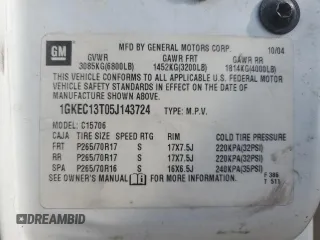 GM
MFD BY GENERAL MOTORS CORP. 10/04
GVWR GAWR FRT GAWR RR
3085KG(6800LB) 1452KG(3200LB) 1814KG(4000LB)
THIS VEHICLE CONFORMS TO ALL APPLICABLE U.S. FEDERAL
MOTOR VEHICLE SAFETY, AND THEFT PREVENTION STANDARDS
IN EFFECT ON THE DATE OF MANUFACTURE SHOWN ABOVE.
1GKEC13T05J143724 TYPE: M.P.V.
MODEL: C15706
CAJA TIRE SIZE SPEED RTG RIM COLD TIRE PRESSURE
FRT P265/70R17 S 17X7.5J 220KPA(32PSI)
RR P265/70R17 S 17X7.5J 220KPA(32PSI)
SPA P265/70R16 S 16X6.5J 240KPA(35PSI)
SEE OWNER'S MANUAL FOR MORE INFORMATION.
BIDHISTORY